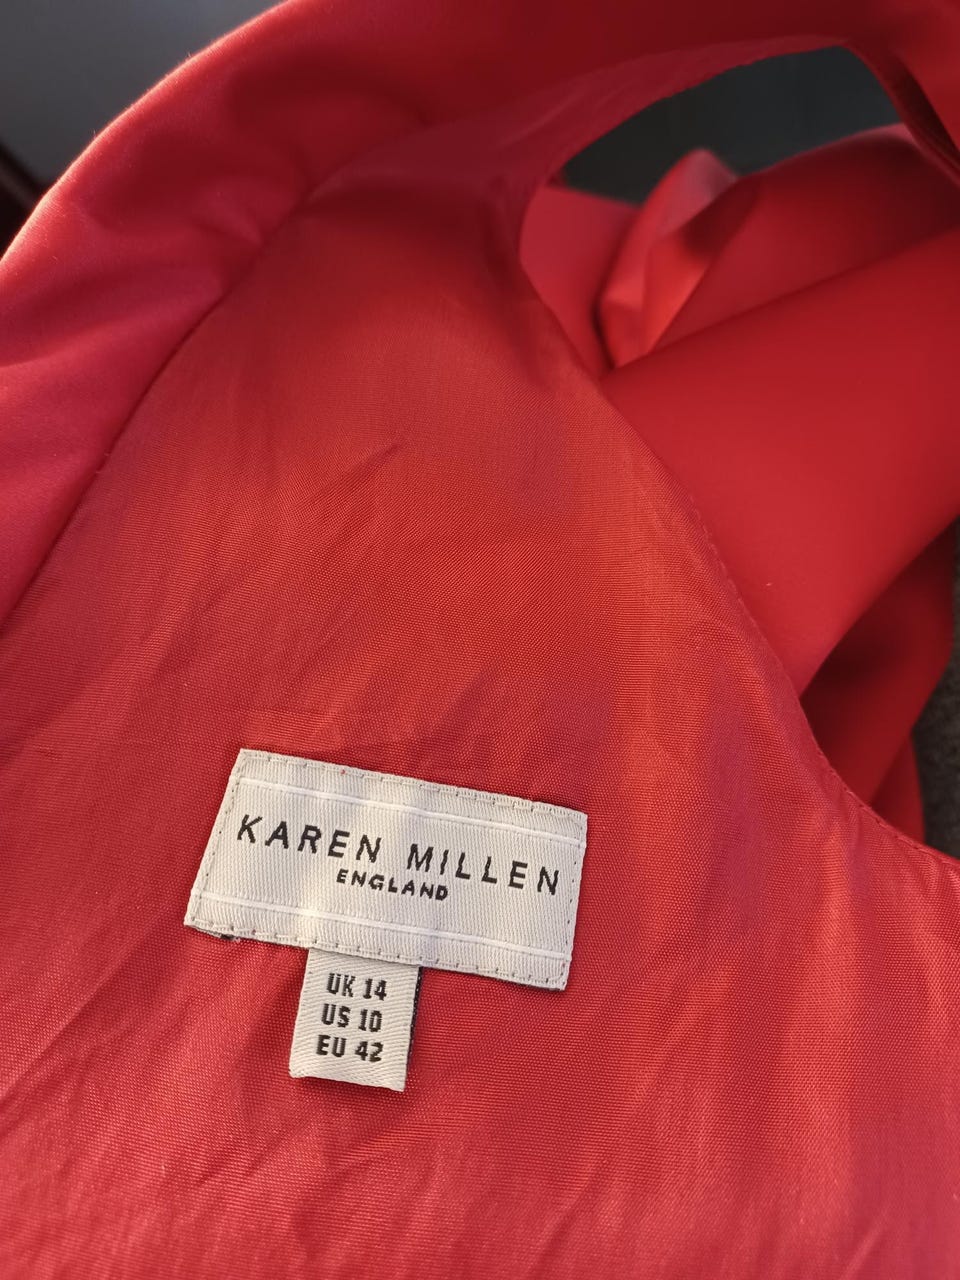 KAREN MILLEN
ENGLAND
UK 14
US 10
EU 42